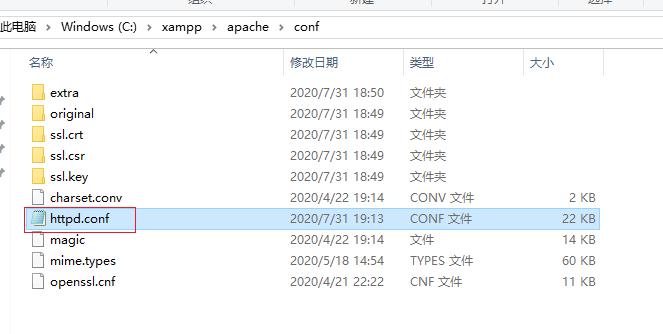 组织 新建 打开 选择
此电脑 > Windows (C:) > xampp > apache > conf
名称 修改日期 类型 大小
extra 2020/7/31 18:50 文件夹
original 2020/7/31 18:49 文件夹
ssl.crt 2020/7/31 18:49 文件夹
ssl.csr 2020/7/31 18:49 文件夹
ssl.key 2020/7/31 18:49 文件夹
charset.conv 2020/4/22 19:14 CONV 文件 2 KB
httpd.conf 2020/7/31 19:13 CONF 文件 22 KB
magic 2020/4/22 19:14 文件 14 KB
mime.types 2020/5/18 14:54 TYPES 文件 60 KB
openssl.cnf 2020/4/21 22:22 CNF 文件 11 KB